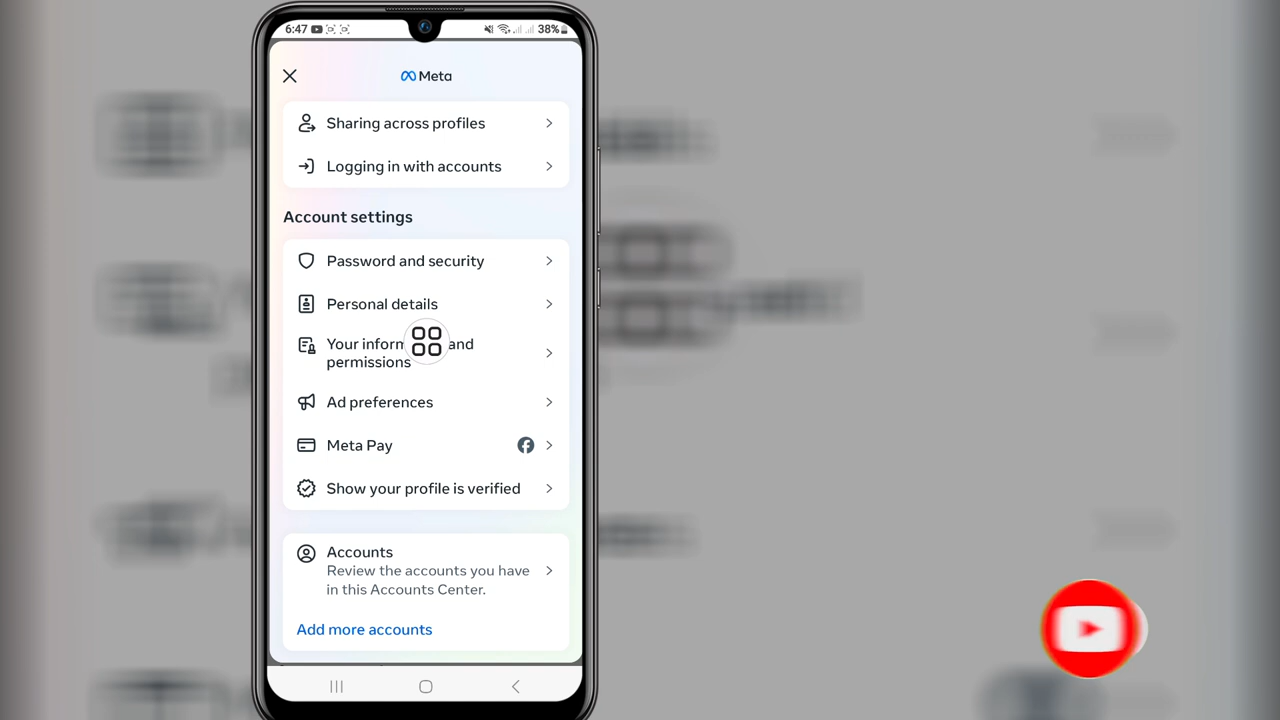 6:47
38%
Meta
Sharing across profiles
Logging in with accounts
Account settings
Password and security
Personal details
Your inform and
permissions
Ad preferences
Meta Pay
Show your profile is verified
Accounts
Review the accounts you have
in this Accounts Center.
Add more accounts